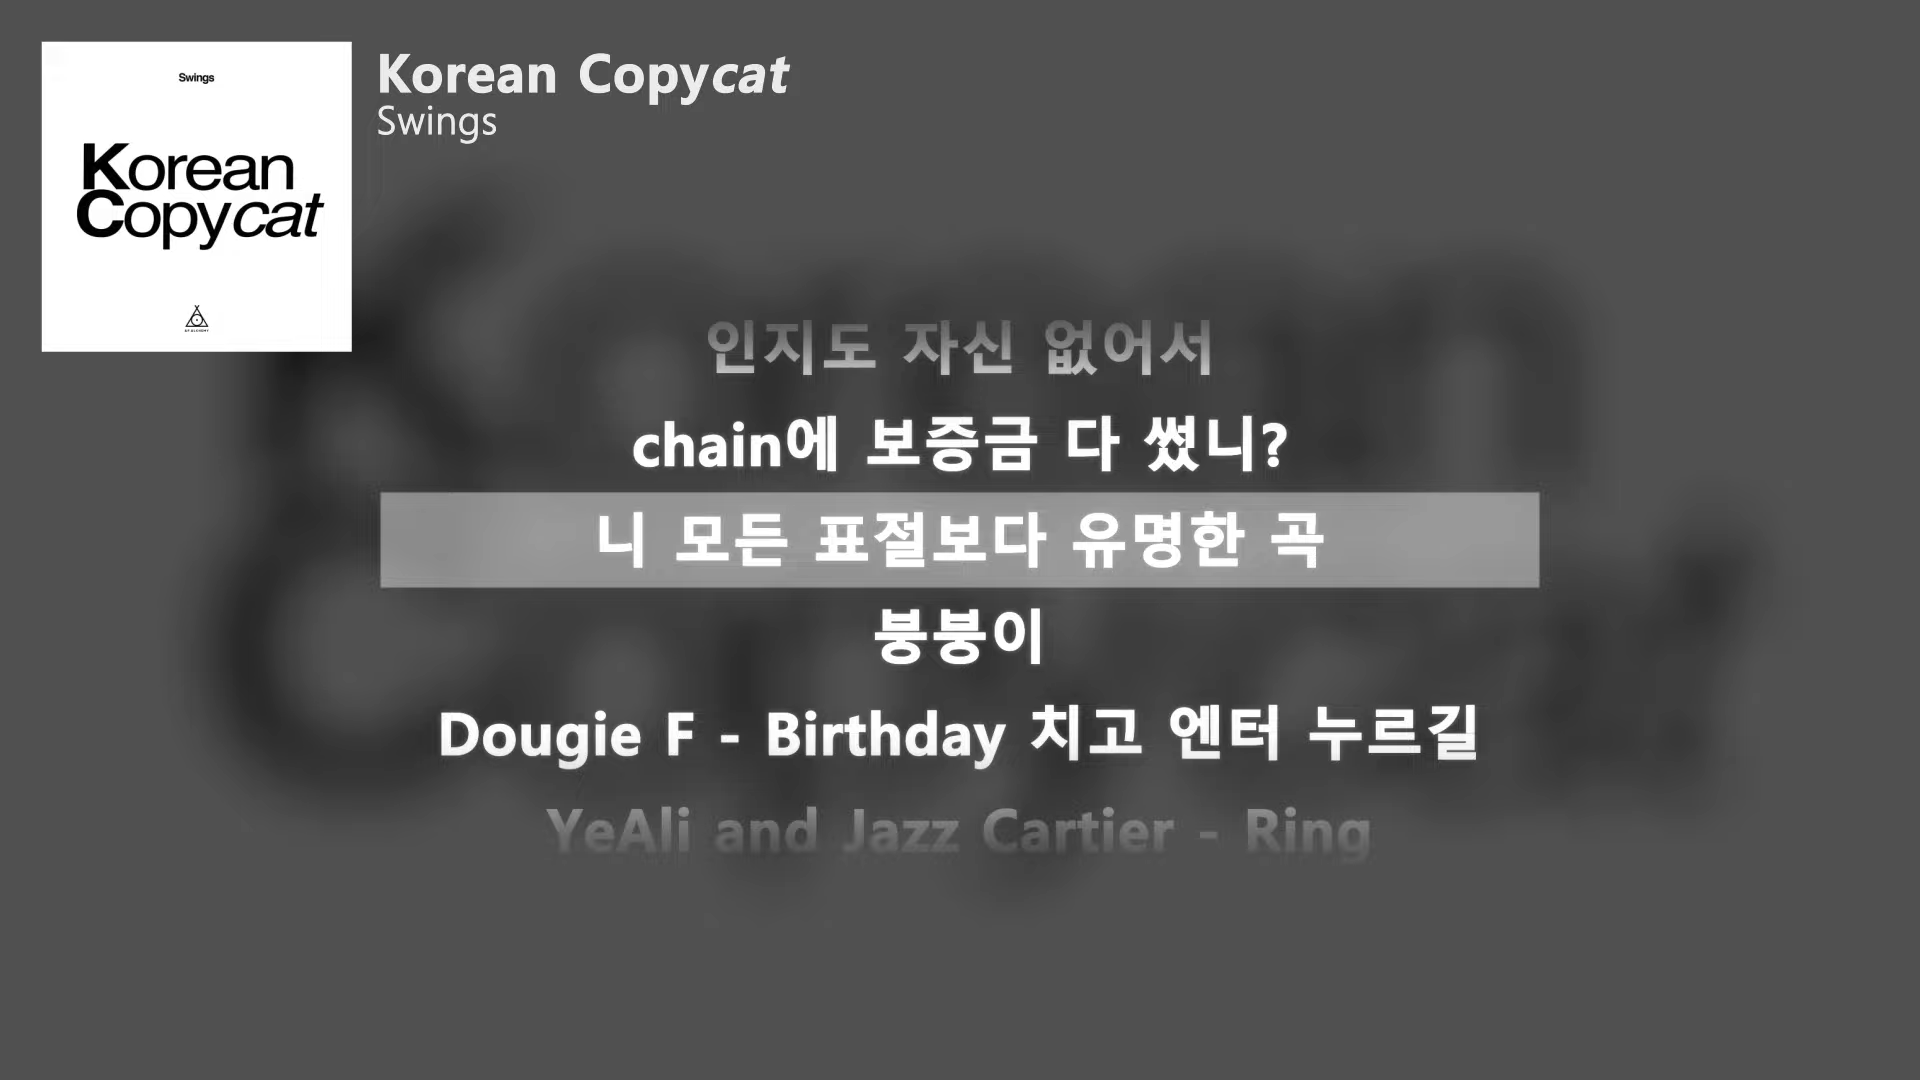 Swings
Korean
Copycat
Korean Copycat
Swings
인지도 자신 없어서
chain에 보증금 다 썼니?
니 모든 표절보다 유명한 곡
붕붕이
Dougie F - Birthday 치고 엔터 누르길
YeAli and Jazz Cartier - Ring